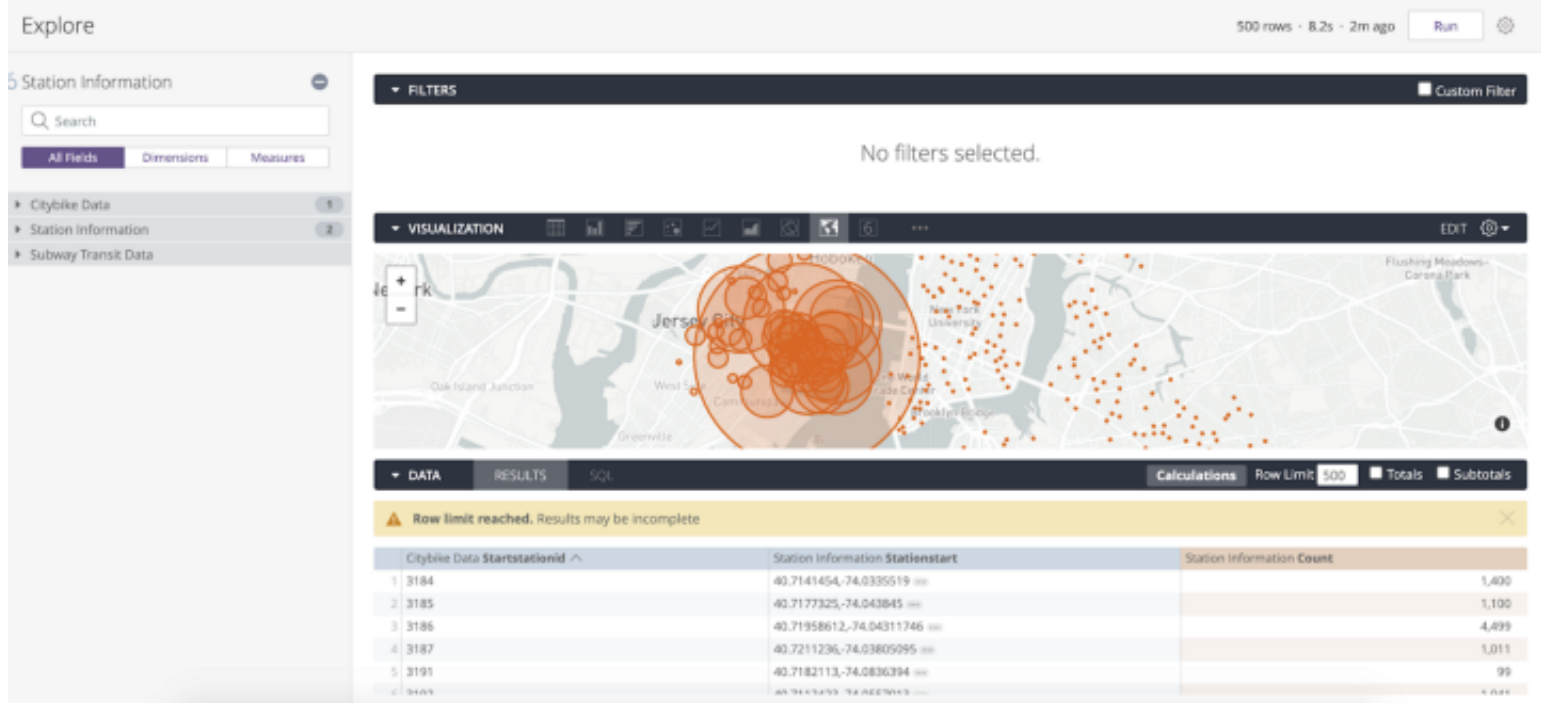 Explore
500 rows · 8.2s · 2m ago Run
Station Information
Search
All Fields Dimensions Measures
Citybike Data 1
Station Information 2
Subway Transit Data
FILTERS Custom Filter
No filters selected.
VISUALIZATION 6 ... EDIT
+
−
Hoboken
Flushing Meadows-
Corona Park
Jersey City
New York
University
Oak Island Junction
West Side
World
Trade Center
Brooklyn Bridge
Greenville
DATA RESULTS SQL Calculations Row Limit 500 Totals Subtotals
Row limit reached. Results may be incomplete
Citybike Data Startstationid Station Information Stationstart Station Information Count
1 3184 40.7141454,-74.0335519 1,400
2 3185 40.7177325,-74.043845 1,100
3 3186 40.71958612,-74.04311746 4,499
4 3187 40.7211236,-74.03805095 1,011
5 3191 40.7182113,-74.0836394 99